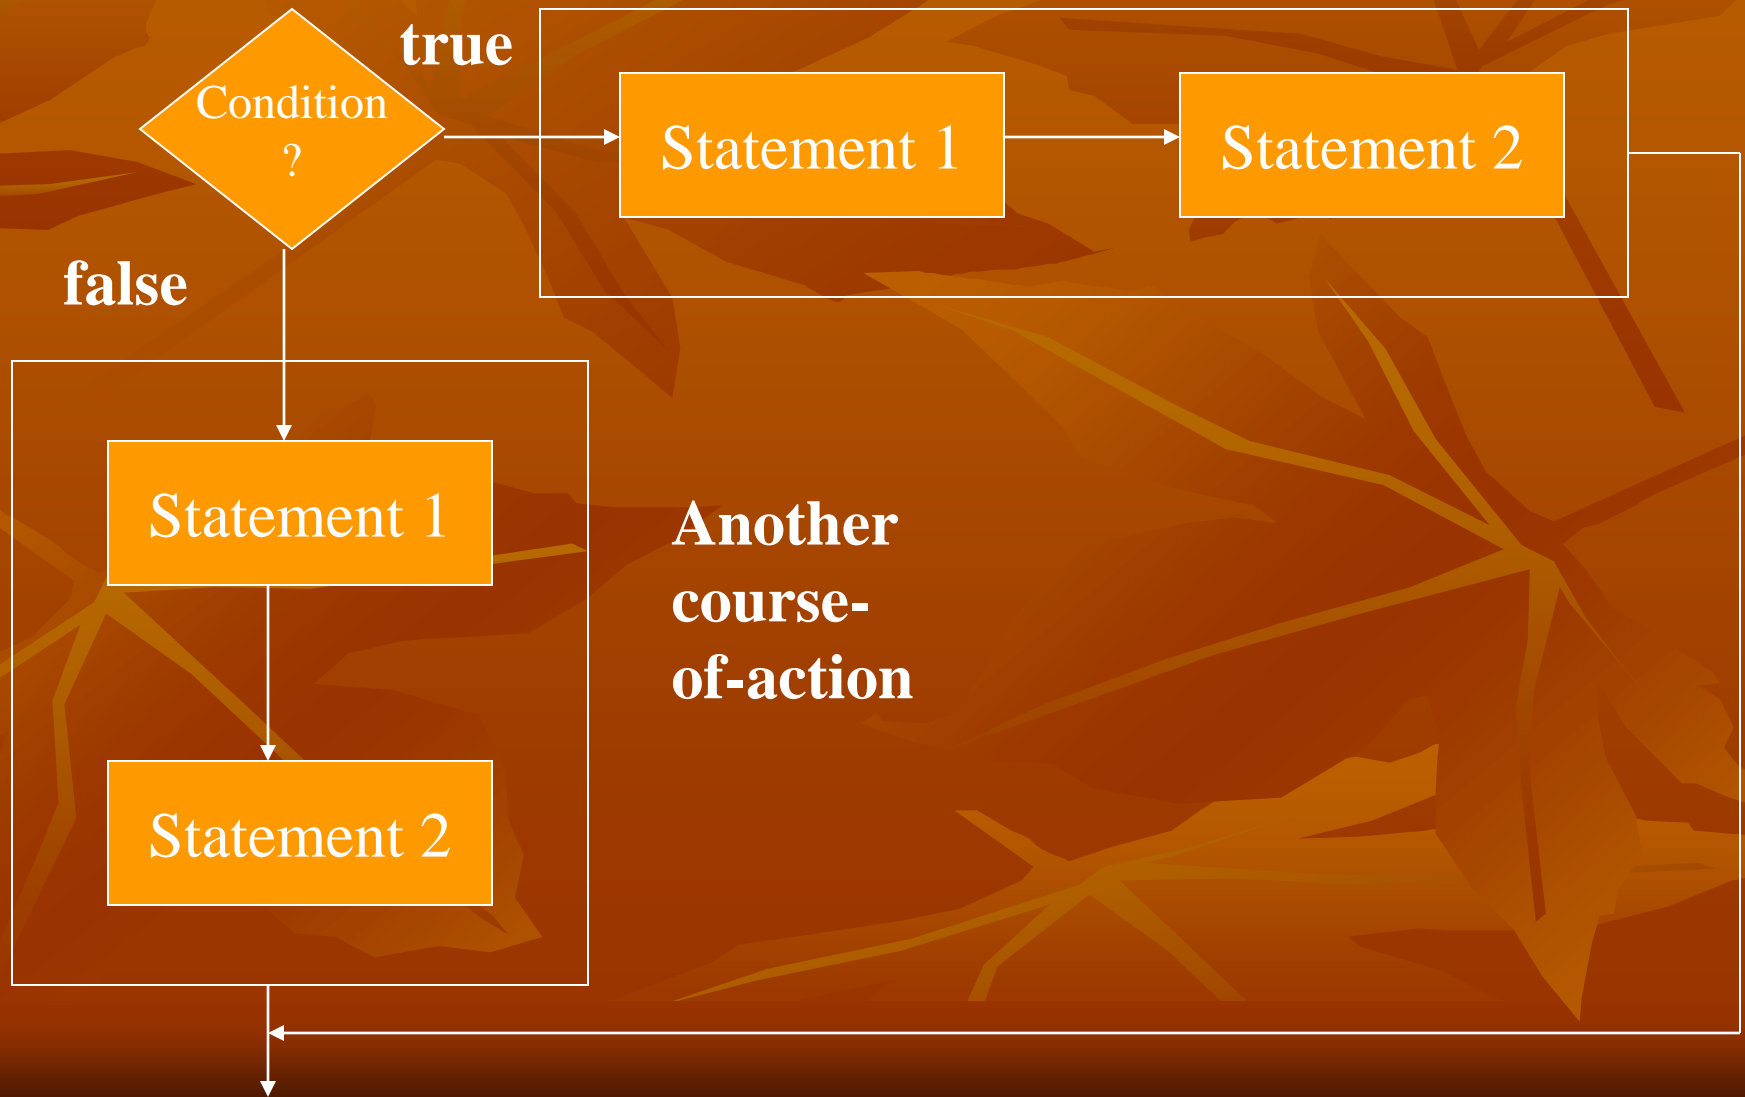 true
Condition
?
Statement 1
Statement 2
false
Statement 1
Another
course-
of-action
Statement 2